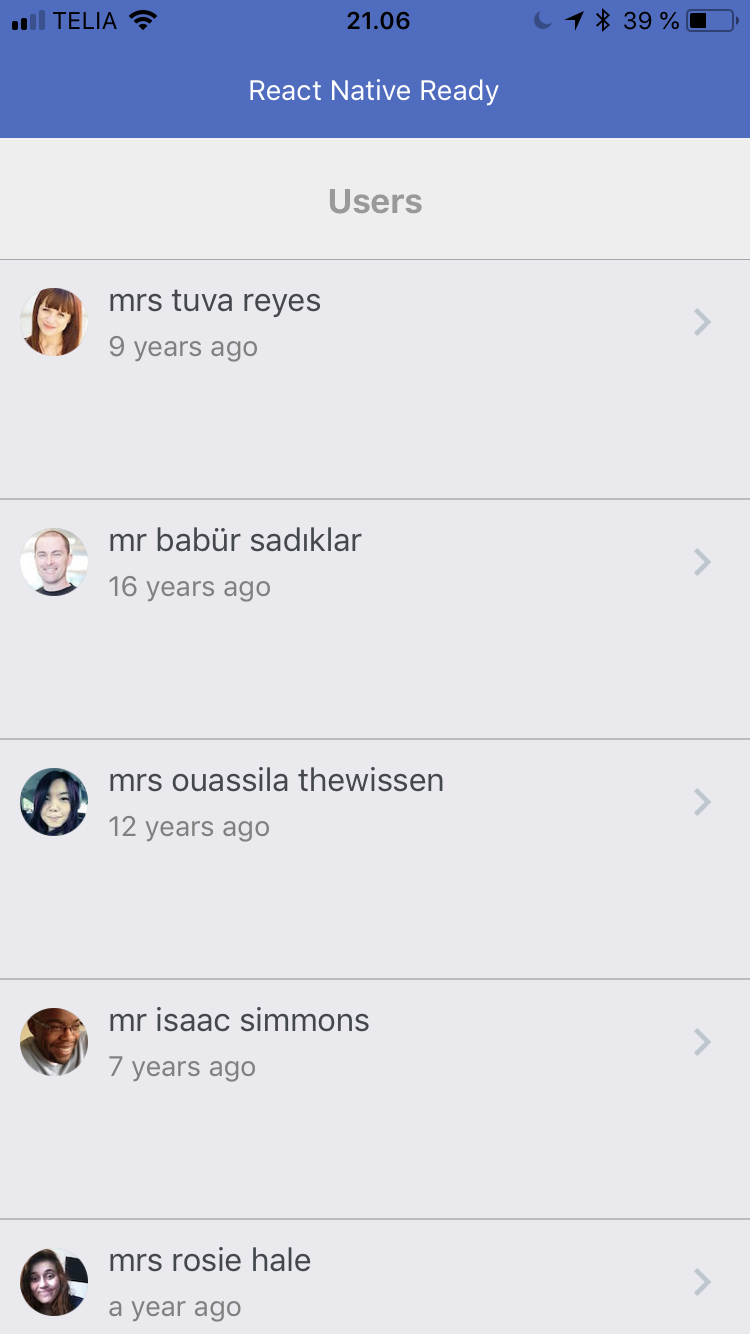 TELIA 21.06 39 %
React Native Ready
Users
mrs tuva reyes
9 years ago
mr babür sadıklar
16 years ago
mrs ouassila thewissen
12 years ago
mr isaac simmons
7 years ago
mrs rosie hale
a year ago